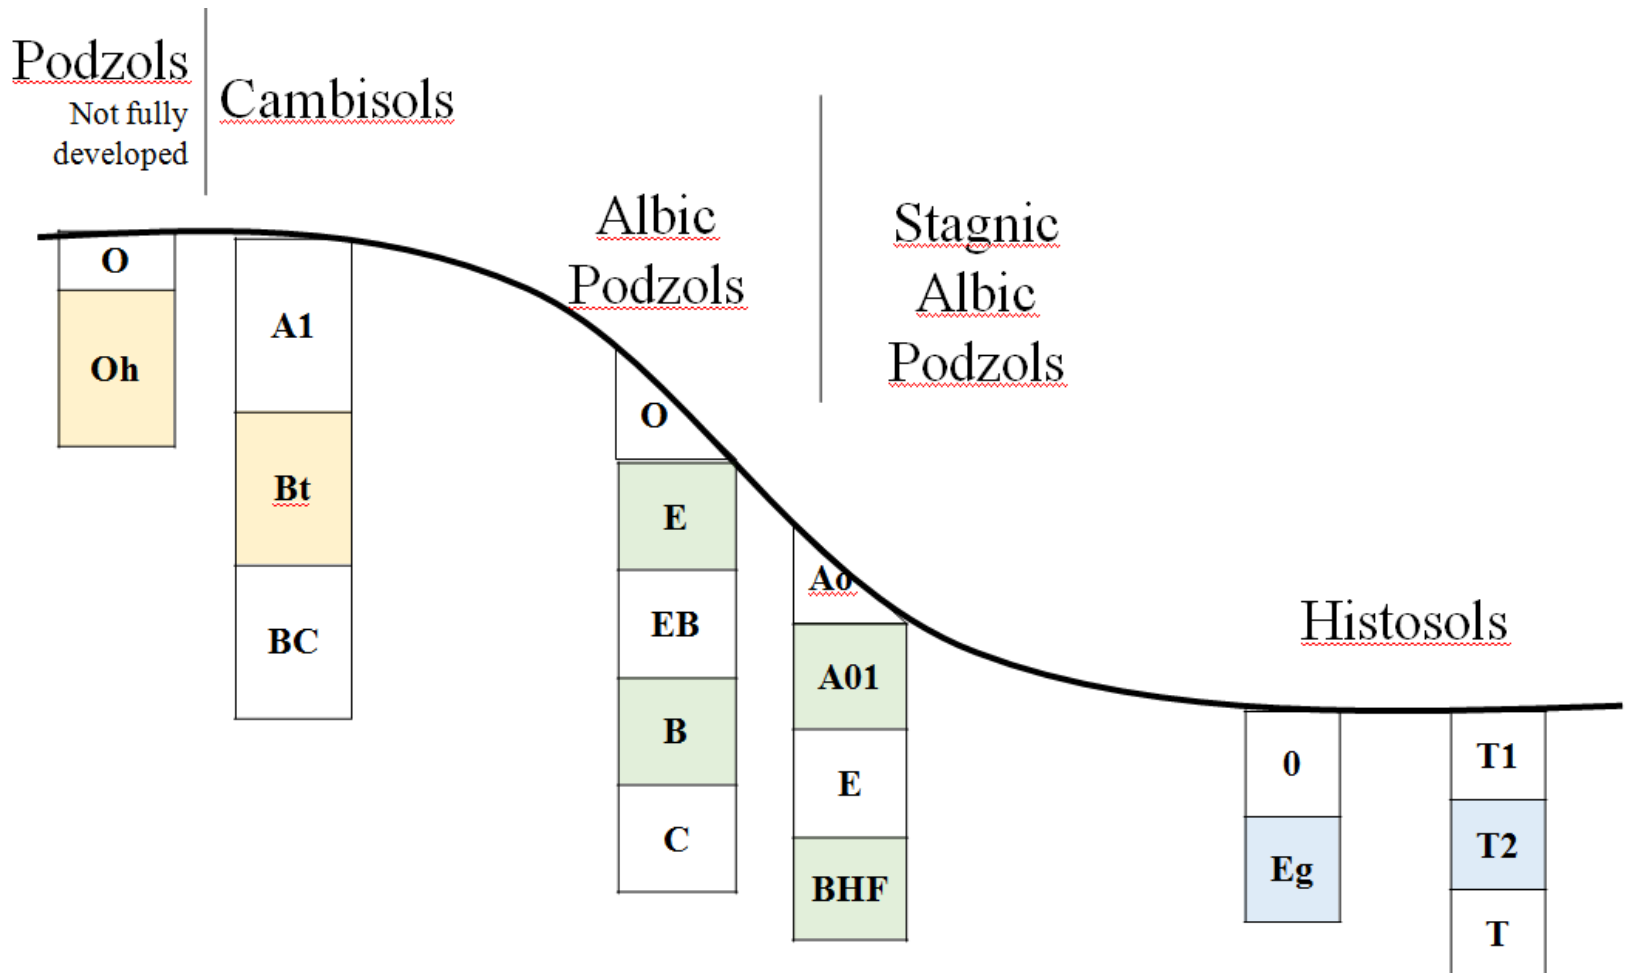 Podzols
Not fully
developed
Cambisols
Albic
Podzols
Stagnic
Albic
Podzols
Histosols
O
Oh
A1
Bt
BC
O
E
EB
B
C
Ao
A01
E
BHF
0
Eg
T1
T2
T